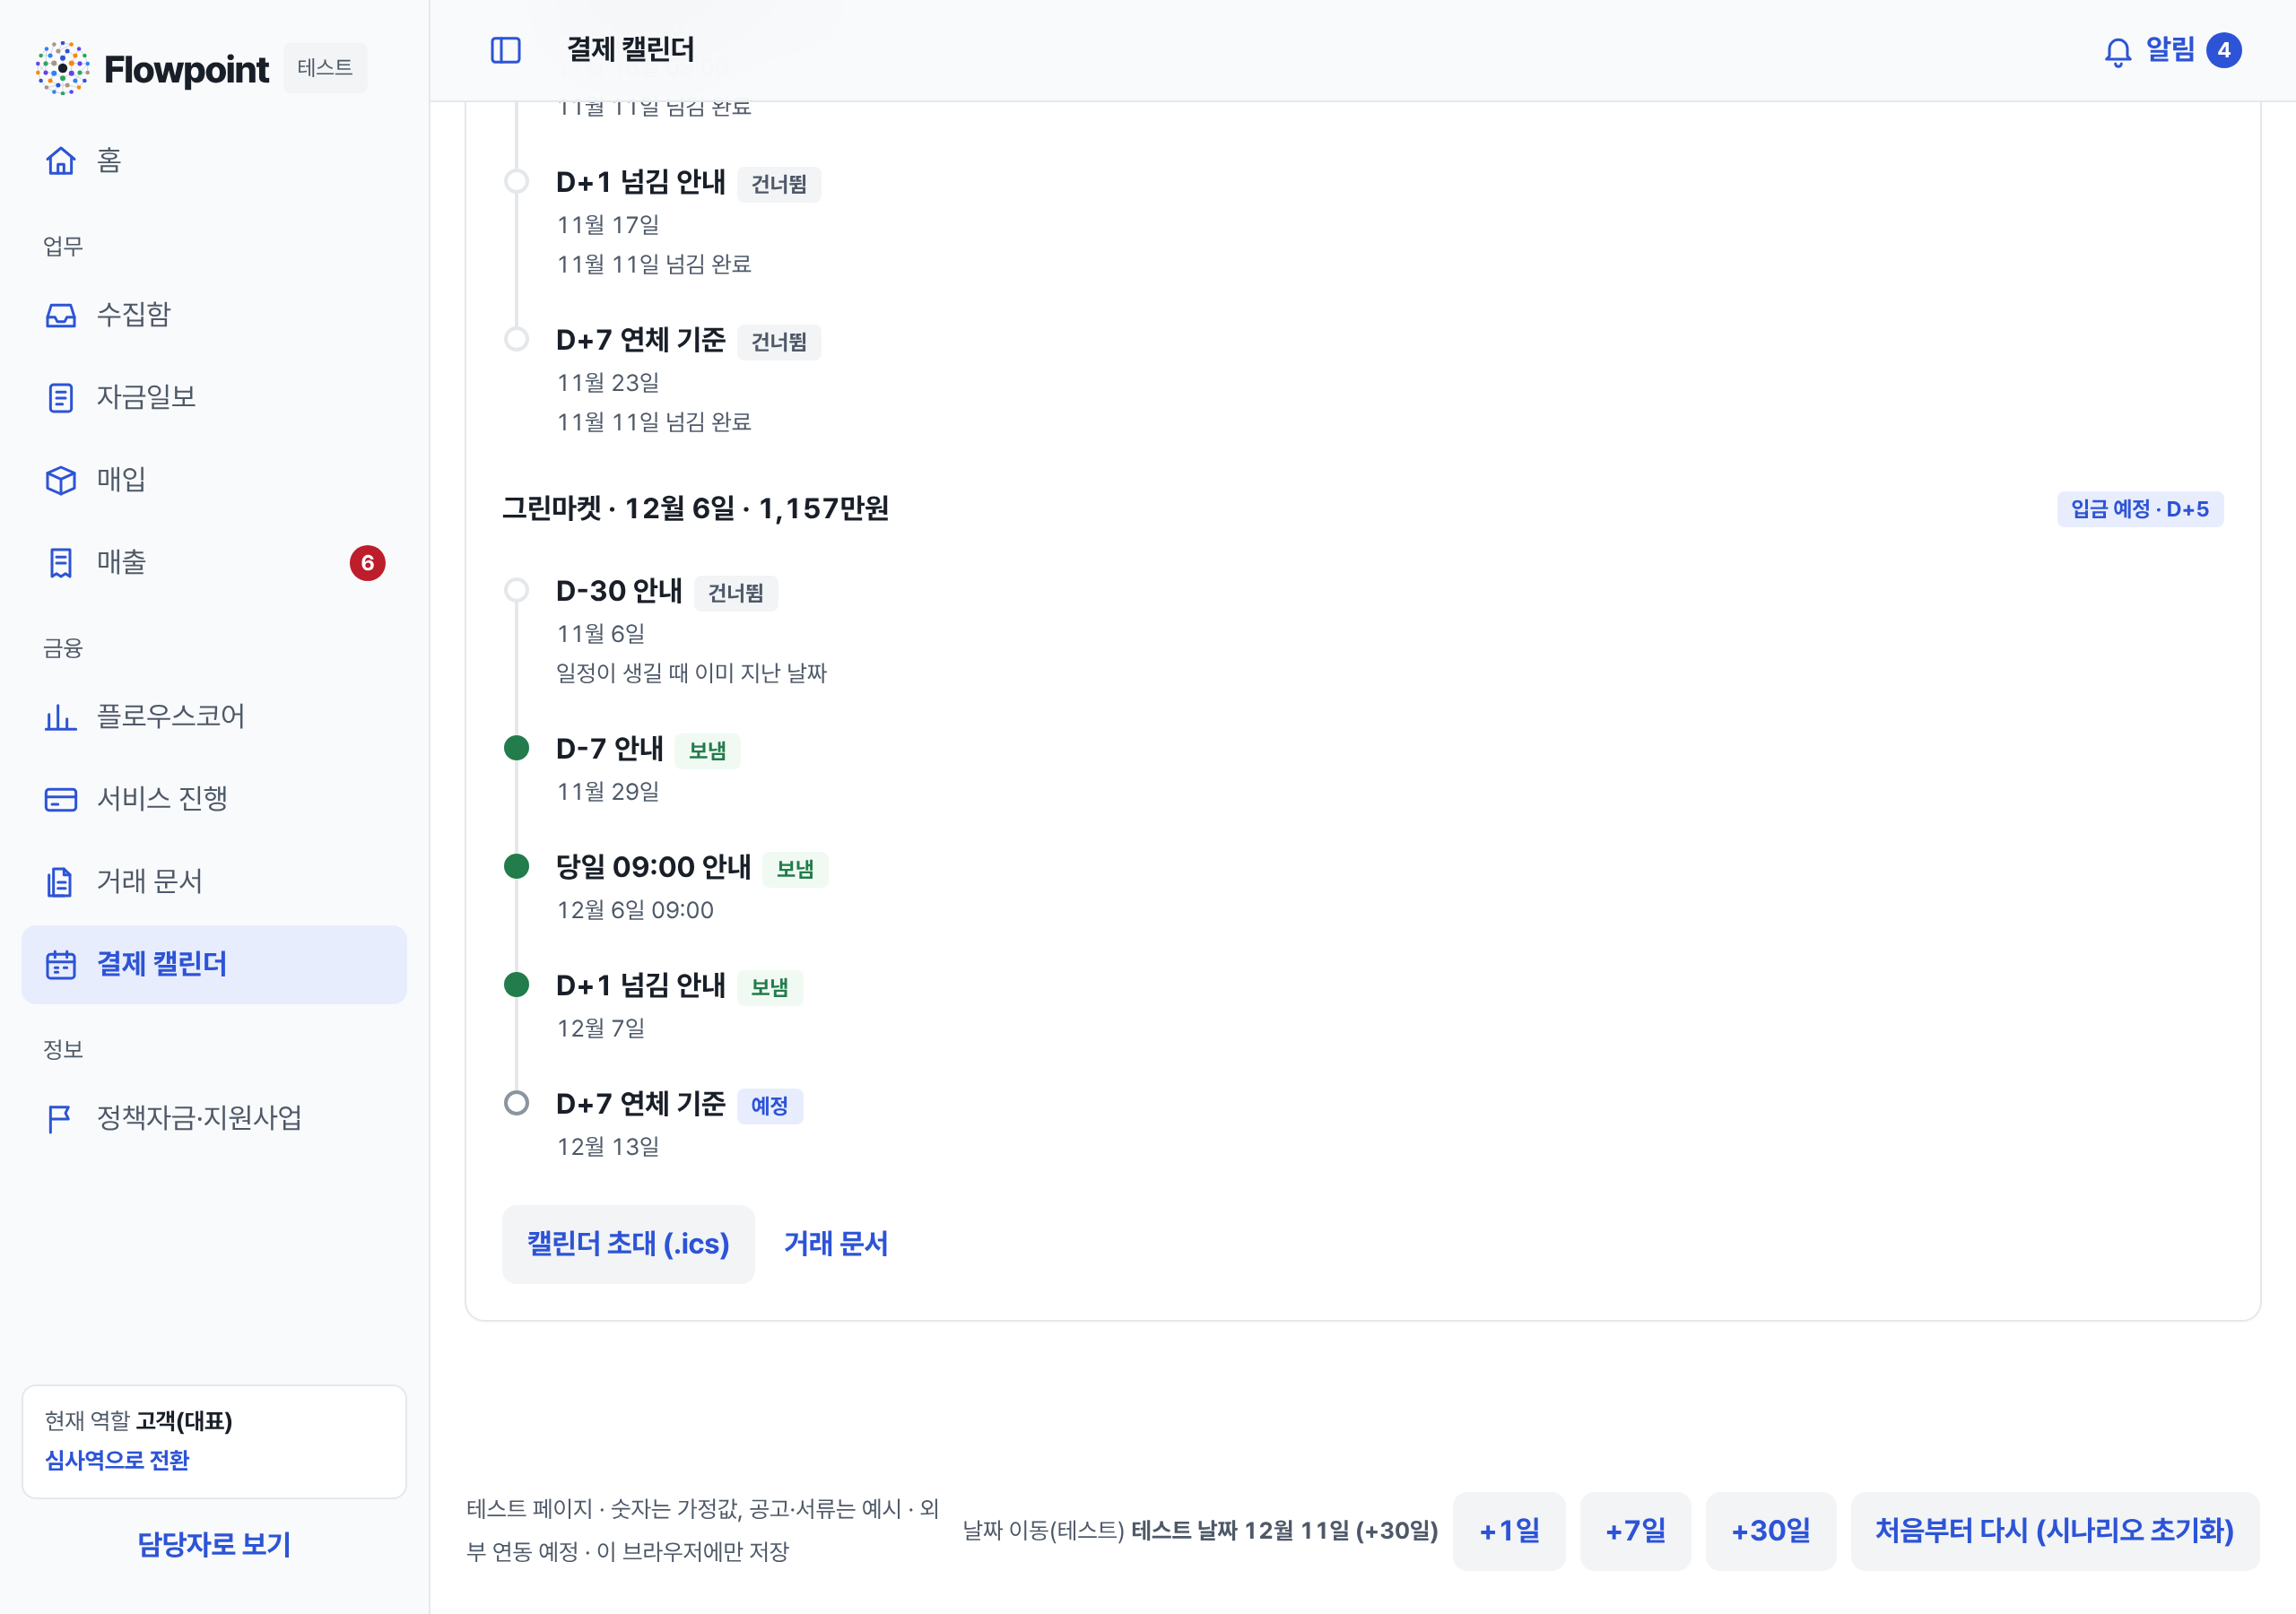 Flowpoint 테스트
홈
업무
수집함
자금일보
매입
매출 6
금융
플로우스코어
서비스 진행
거래 문서
결제 캘린더
정보
정책자금·지원사업
현재 역할 고객(대표)
심사역으로 전환
담당자로 보기
결제 캘린더
알림 4
11월 11일 넘김 완료
D+1 넘김 안내 건너뜀
11월 17일
11월 11일 넘김 완료
D+7 연체 기준 건너뜀
11월 23일
11월 11일 넘김 완료
그린마켓 · 12월 6일 · 1,157만원
입금 예정 · D+5
D-30 안내 건너뜀
11월 6일
일정이 생길 때 이미 지난 날짜
D-7 안내 보냄
11월 29일
당일 09:00 안내 보냄
12월 6일 09:00
D+1 넘김 안내 보냄
12월 7일
D+7 연체 기준 예정
12월 13일
캘린더 초대 (.ics)
거래 문서
테스트 페이지 · 숫자는 가정값, 공고·서류는 예시 · 외
부 연동 예정 · 이 브라우저에만 저장
날짜 이동(테스트) 테스트 날짜 12월 11일 (+30일)
+1일
+7일
+30일
처음부터 다시 (시나리오 초기화)